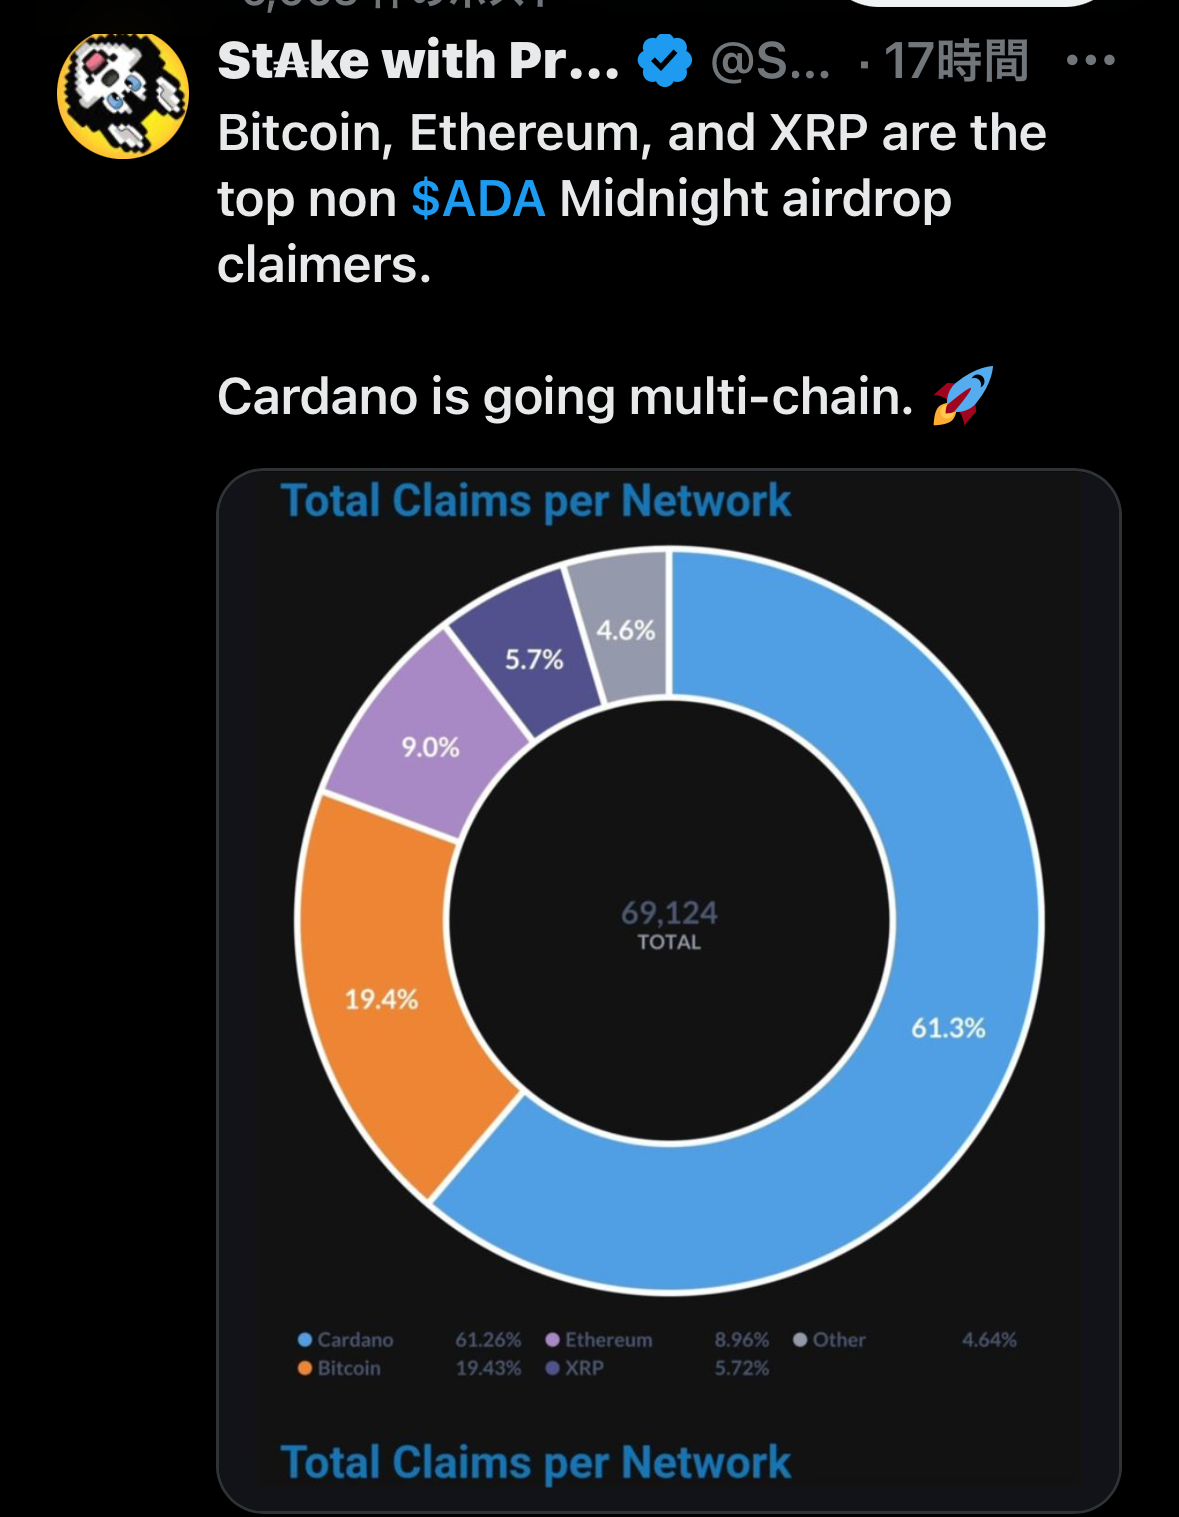 StAke with Pr... @S... · 17時間
Bitcoin, Ethereum, and XRP are the
top non $ADA Midnight airdrop
claimers.
Cardano is going multi-chain. 🚀
Total Claims per Network
4.6%
5.7%
9.0%
19.4%
61.3%
69,124
TOTAL
Cardano 61.26% Ethereum 8.96% Other 4.64%
Bitcoin 19.43% XRP 5.72%
Total Claims per Network